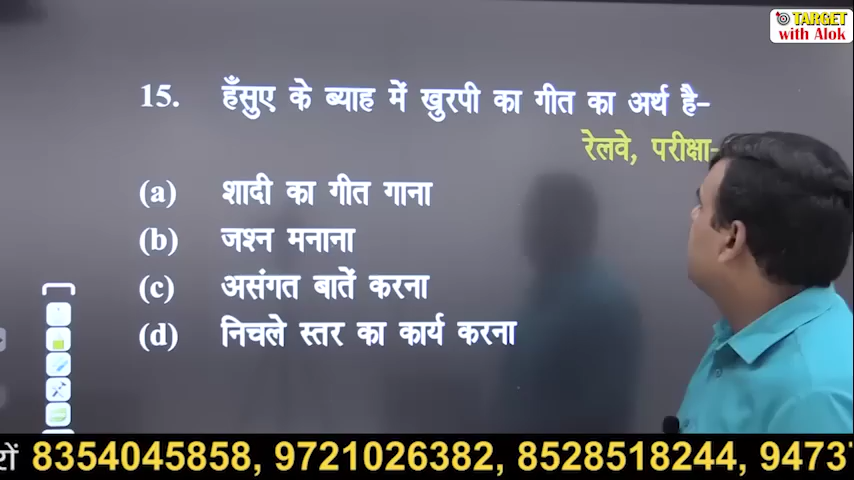 TARGET
with Alok
15. हँसुए के ब्याह में खुरपी का गीत का अर्थ है-
रेलवे, परीक्षा-
(a) शादी का गीत गाना
(b) जश्न मनाना
(c) असंगत बातें करना
(d) निचले स्तर का कार्य करना
8354045858, 9721026382, 8528518244, 9473